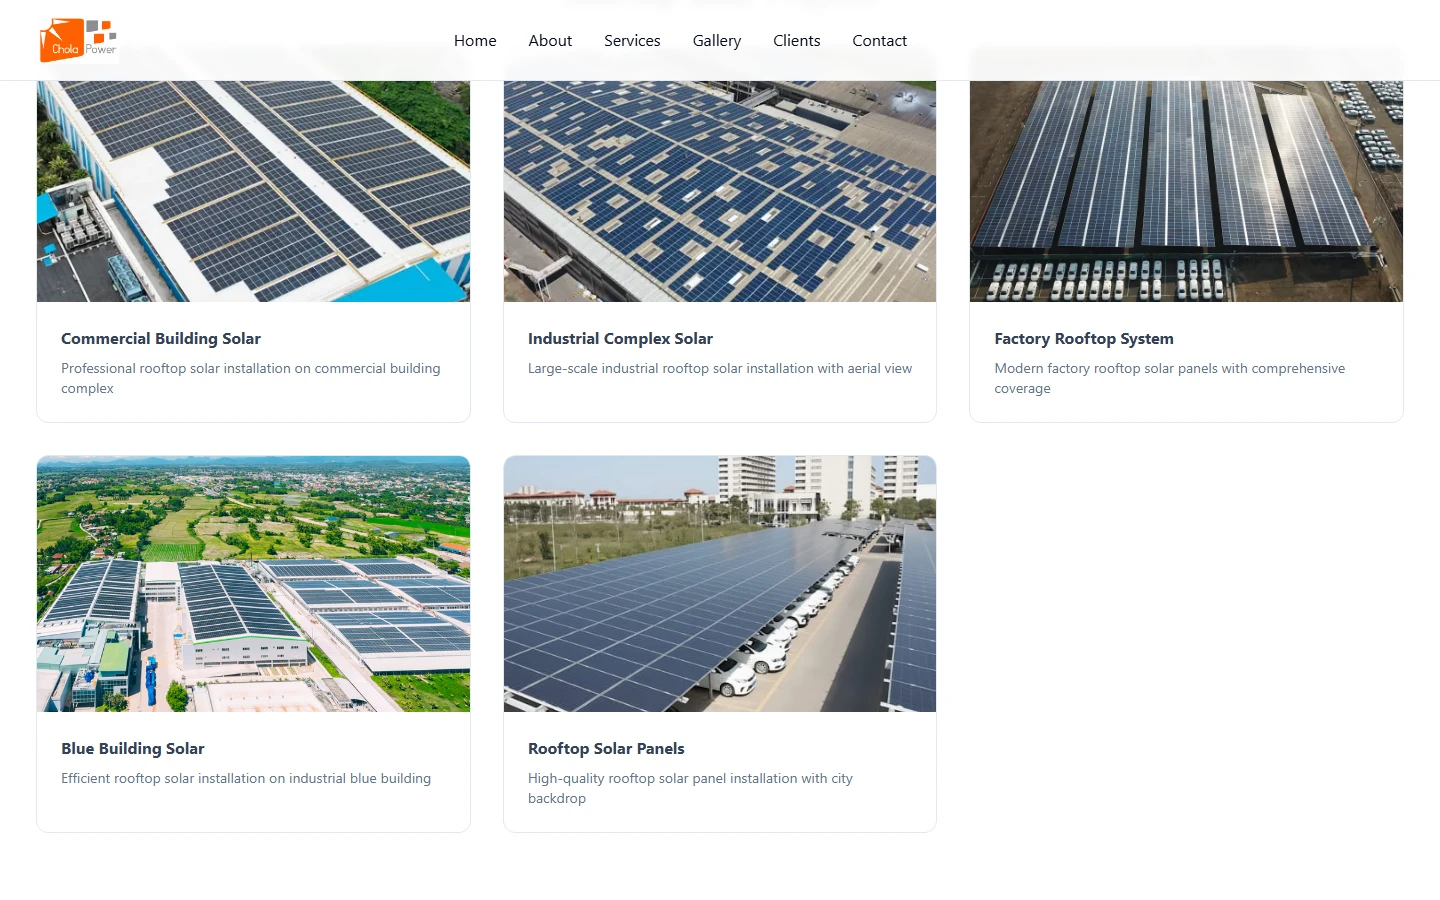 Chola Power
Home
About
Services
Gallery
Clients
Contact
Commercial Building Solar
Professional rooftop solar installation on commercial building
complex
Industrial Complex Solar
Large-scale industrial rooftop solar installation with aerial view
Factory Rooftop System
Modern factory rooftop solar panels with comprehensive
coverage
Blue Building Solar
Efficient rooftop solar installation on industrial blue building
Rooftop Solar Panels
High-quality rooftop solar panel installation with city
backdrop